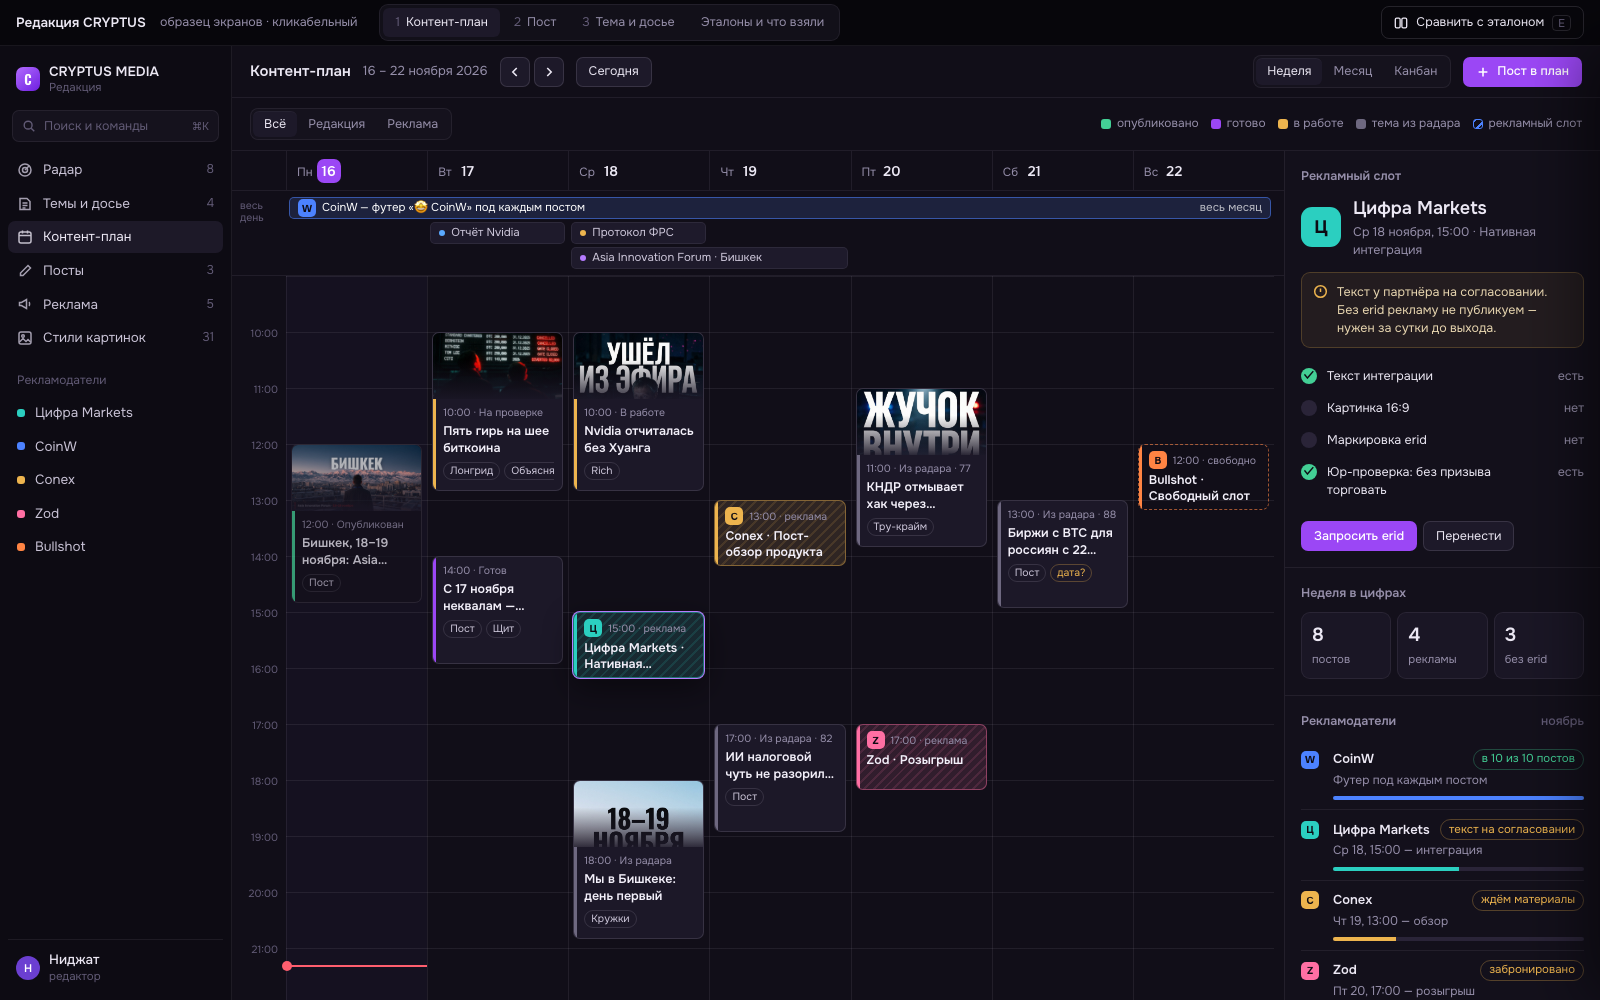 Редакция CRYPTUS
образец экранов · кликабельный
1 Контент-план
2 Пост
3 Тема и досье
Эталоны и что взяли
Сравнить с эталоном E
C
CRYPTUS MEDIA
Редакция
Поиск и команды ⌘K
Радар 8
Темы и досье 4
Контент-план
Посты 3
Реклама 5
Стили картинок 31
Рекламодатели
Цифра Markets
CoinW
Conex
Zod
Bullshot
Н
Ниджат
редактор
Контент-план
16 – 22 ноября 2026
Сегодня
Неделя
Месяц
Канбан
Пост в план
Всё
Редакция
Реклама
опубликовано
готово
в работе
тема из радара
рекламный слот
Пн 16
Вт 17
Ср 18
Чт 19
Пт 20
Сб 21
Вс 22
весь
день
W CoinW — футер «🤩 CoinW» под каждым постом
весь месяц
Отчёт Nvidia
Протокол ФРС
Asia Innovation Forum · Бишкек
10:00
11:00
12:00
13:00
14:00
15:00
16:00
17:00
18:00
19:00
20:00
21:00
БИШКЕК
12:00 · Опубликован
Бишкек, 18–19
ноября: Asia...
Пост
10:00 · На проверке
Пять гирь на шее
биткоина
Лонгрид
Объясня
14:00 · Готов
С 17 ноября
неквалам —...
Пост
Щит
УШЁЛ
ИЗ ЭФИРА
10:00 · В работе
Nvidia отчиталась
без Хуанга
Rich
Ц 15:00 · реклама
Цифра Markets ·
Нативная...
18–19
НОЯБРЯ
18:00 · Из радара
Мы в Бишкеке:
день первый
Кружки
C 13:00 · реклама
Conex · Пост-
обзор продукта
17:00 · Из радара · 82
ИИ налоговой
чуть не разорил...
Пост
ЖУЧОК
ВНУТРИ
11:00 · Из радара · 77
КНДР отмывает
хак через...
Тру-крайм
Z 17:00 · реклама
Zod · Розыгрыш
13:00 · Из радара · 88
Биржи с BTC для
россиян с 22...
Пост
дата?
B 12:00 · свободно
Bullshot ·
Свободный слот
Рекламный слот
Ц
Цифра Markets
Ср 18 ноября, 15:00 · Нативная
интеграция
Текст у партнёра на согласовании.
Без erid рекламу не публикуем —
нужен за сутки до выхода.
Текст интеграции есть
Картинка 16:9 нет
Маркировка erid нет
Юр-проверка: без призыва есть
торговать
Запросить erid
Перенести
Неделя в цифрах
8
постов
4
рекламы
3
без erid
Рекламодатели ноябрь
W CoinW в 10 из 10 постов
Футер под каждым постом
Ц Цифра Markets текст на согласовании
Ср 18, 15:00 — интеграция
C Conex ждём материалы
Чт 19, 13:00 — обзор
Z Zod забронировано
Пт 20, 17:00 — розыгрыш